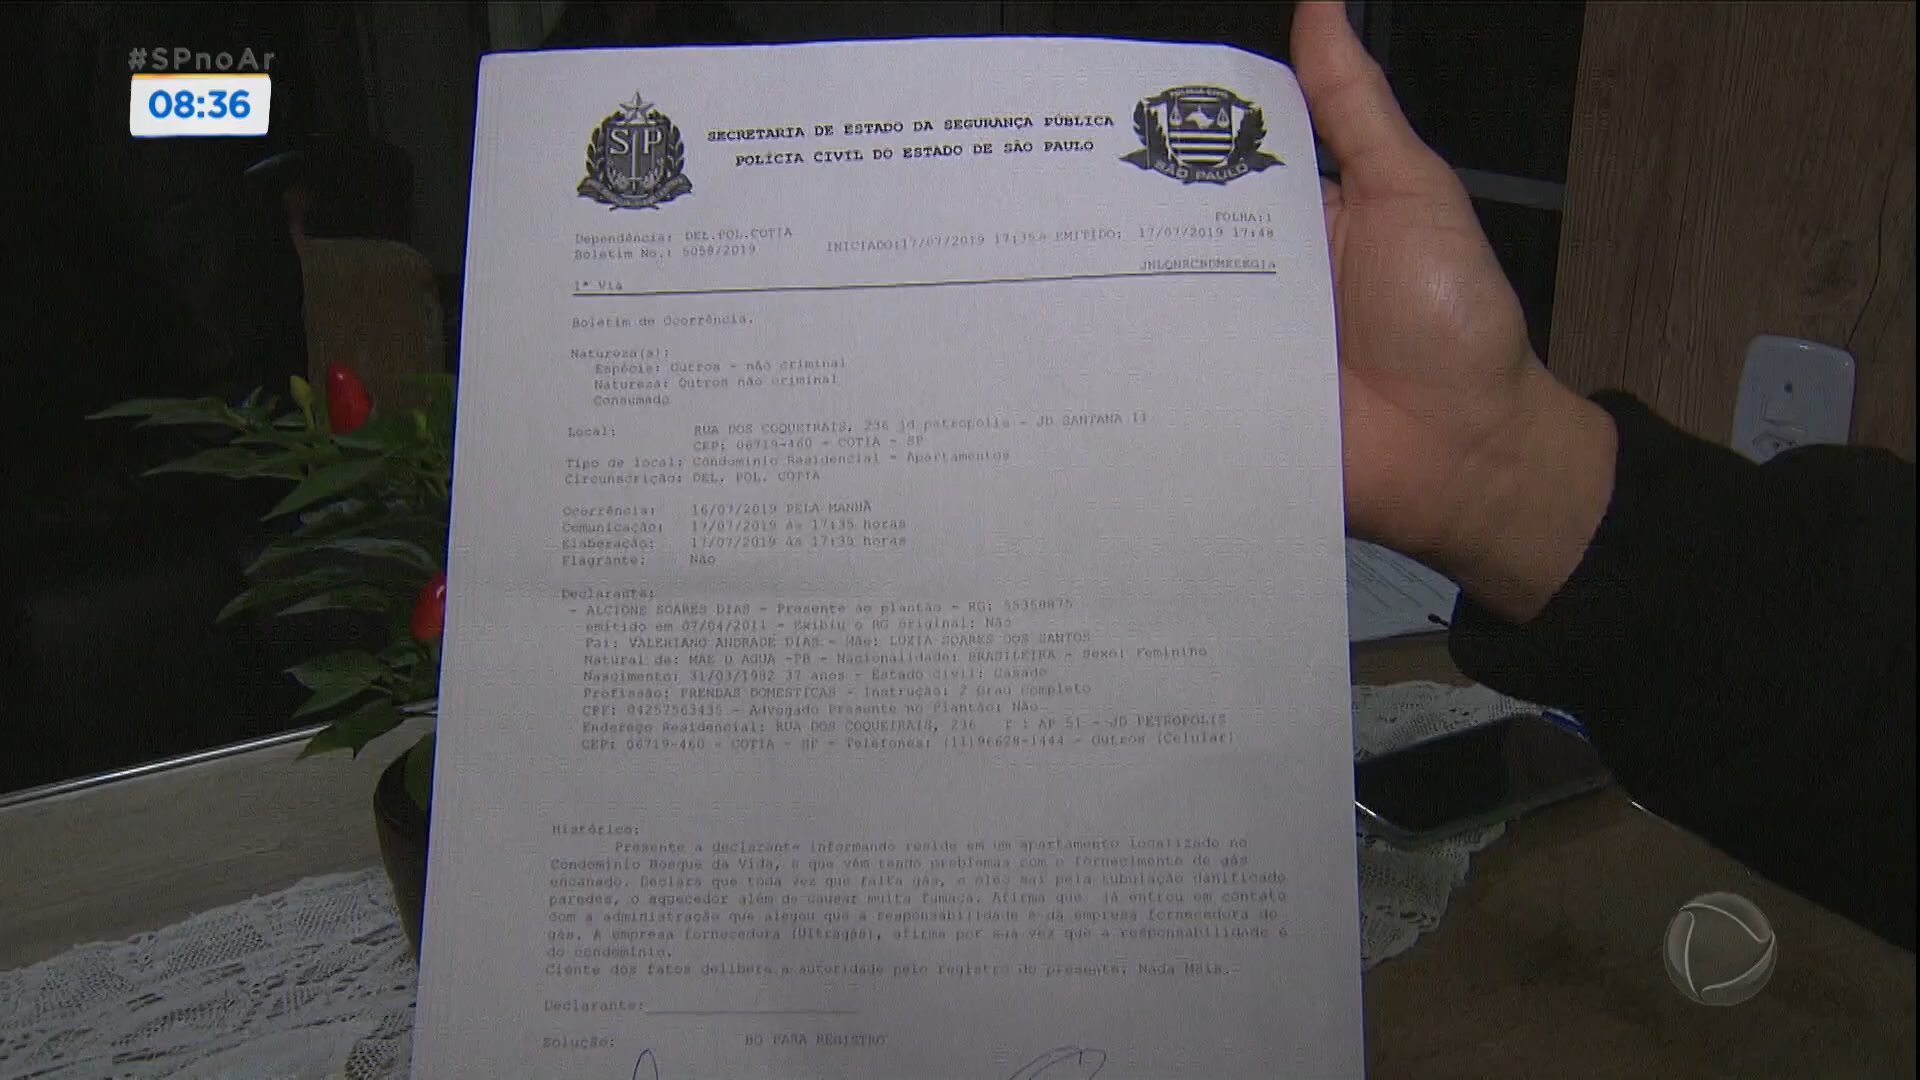 #SPnoAr
08:36
SP
POLÍCIA CIVIL
SÃO PAULO
SECRETARIA DE ESTADO DA SEGURANÇA PÚBLICA
POLÍCIA CIVIL DO ESTADO DE SÃO PAULO
FOLHA:1
Dependência: DEL.POL.COTIA
INICIADO:17/07/2019 17:35 e EMITIDO: 17/07/2019 17:48
Boletim No.: 5058/2019
1ª Via
Boletim de Ocorrência.
Natureza(s):
Espécie: Outros - não criminal
Natureza: Outros não criminal
Consumado
Local: RUA DOS COQUEIRAIS, 236 jd petropolis - JD SANTANA II
CEP: 06719-460 - COTIA - SP
Tipo de local: Condomínio Residencial - Apartamentos
Circunscrição: DEL. POL. COTIA
Ocorrência: 16/07/2019 PELA MANHÃ
Comunicação: 17/07/2019 às 17:35 horas
Elaboração: 17/07/2019 às 17:35 horas
Flagrante: Não
Declarante:
- ALCIONE SOARES DIAS - Presente ao plantão - RG: 55358875
emitido em 07/04/2011 - Exibiu o RG original: Não
Pai: VALERIANO ANDRADE DIAS - Mãe: LUZIA SOARES DOS SANTOS
Natural de: MAE D AGUA -PB - Nacionalidade: BRASILEIRA - Sexo: Feminino
Nascimento: 31/03/1982 37 anos - Estado civil: Casado
Profissão: PRENDAS DOMESTICAS - Instrução: 2 Grau completo
CPF: 04257563435 - Advogado Presente no Plantão: Não
Endereço Residencial: RUA DOS COQUEIRAIS, 236 - AP 51 - JD PETROPOLIS
CEP: 06719-460 - COTIA - SP - Telefones: (11)96628-1444 - Outros (Celular)
Histórico:
Presente a declarante informando reside em um apartamento localizado no
Condomínio Bosque da Vida, e que vêm tendo problemas com o fornecimento de gás
encanado. Declara que toda vez que falta gás, o óleo sai pela tubulação danificado
paredes, o aquecedor além de causar muita fumaça. Afirma que já entrou em contato
com a administração que alegou que a responsabilidade é da empresa fornecedora do
gás. A empresa fornecedora (Ultragás), afirma por sua vez que a responsabilidade é
do condomínio.
Ciente dos fatos delibera a autoridade pelo registro do presente. Nada Mais.
Declarante:
Solução: BO PARA REGISTRO